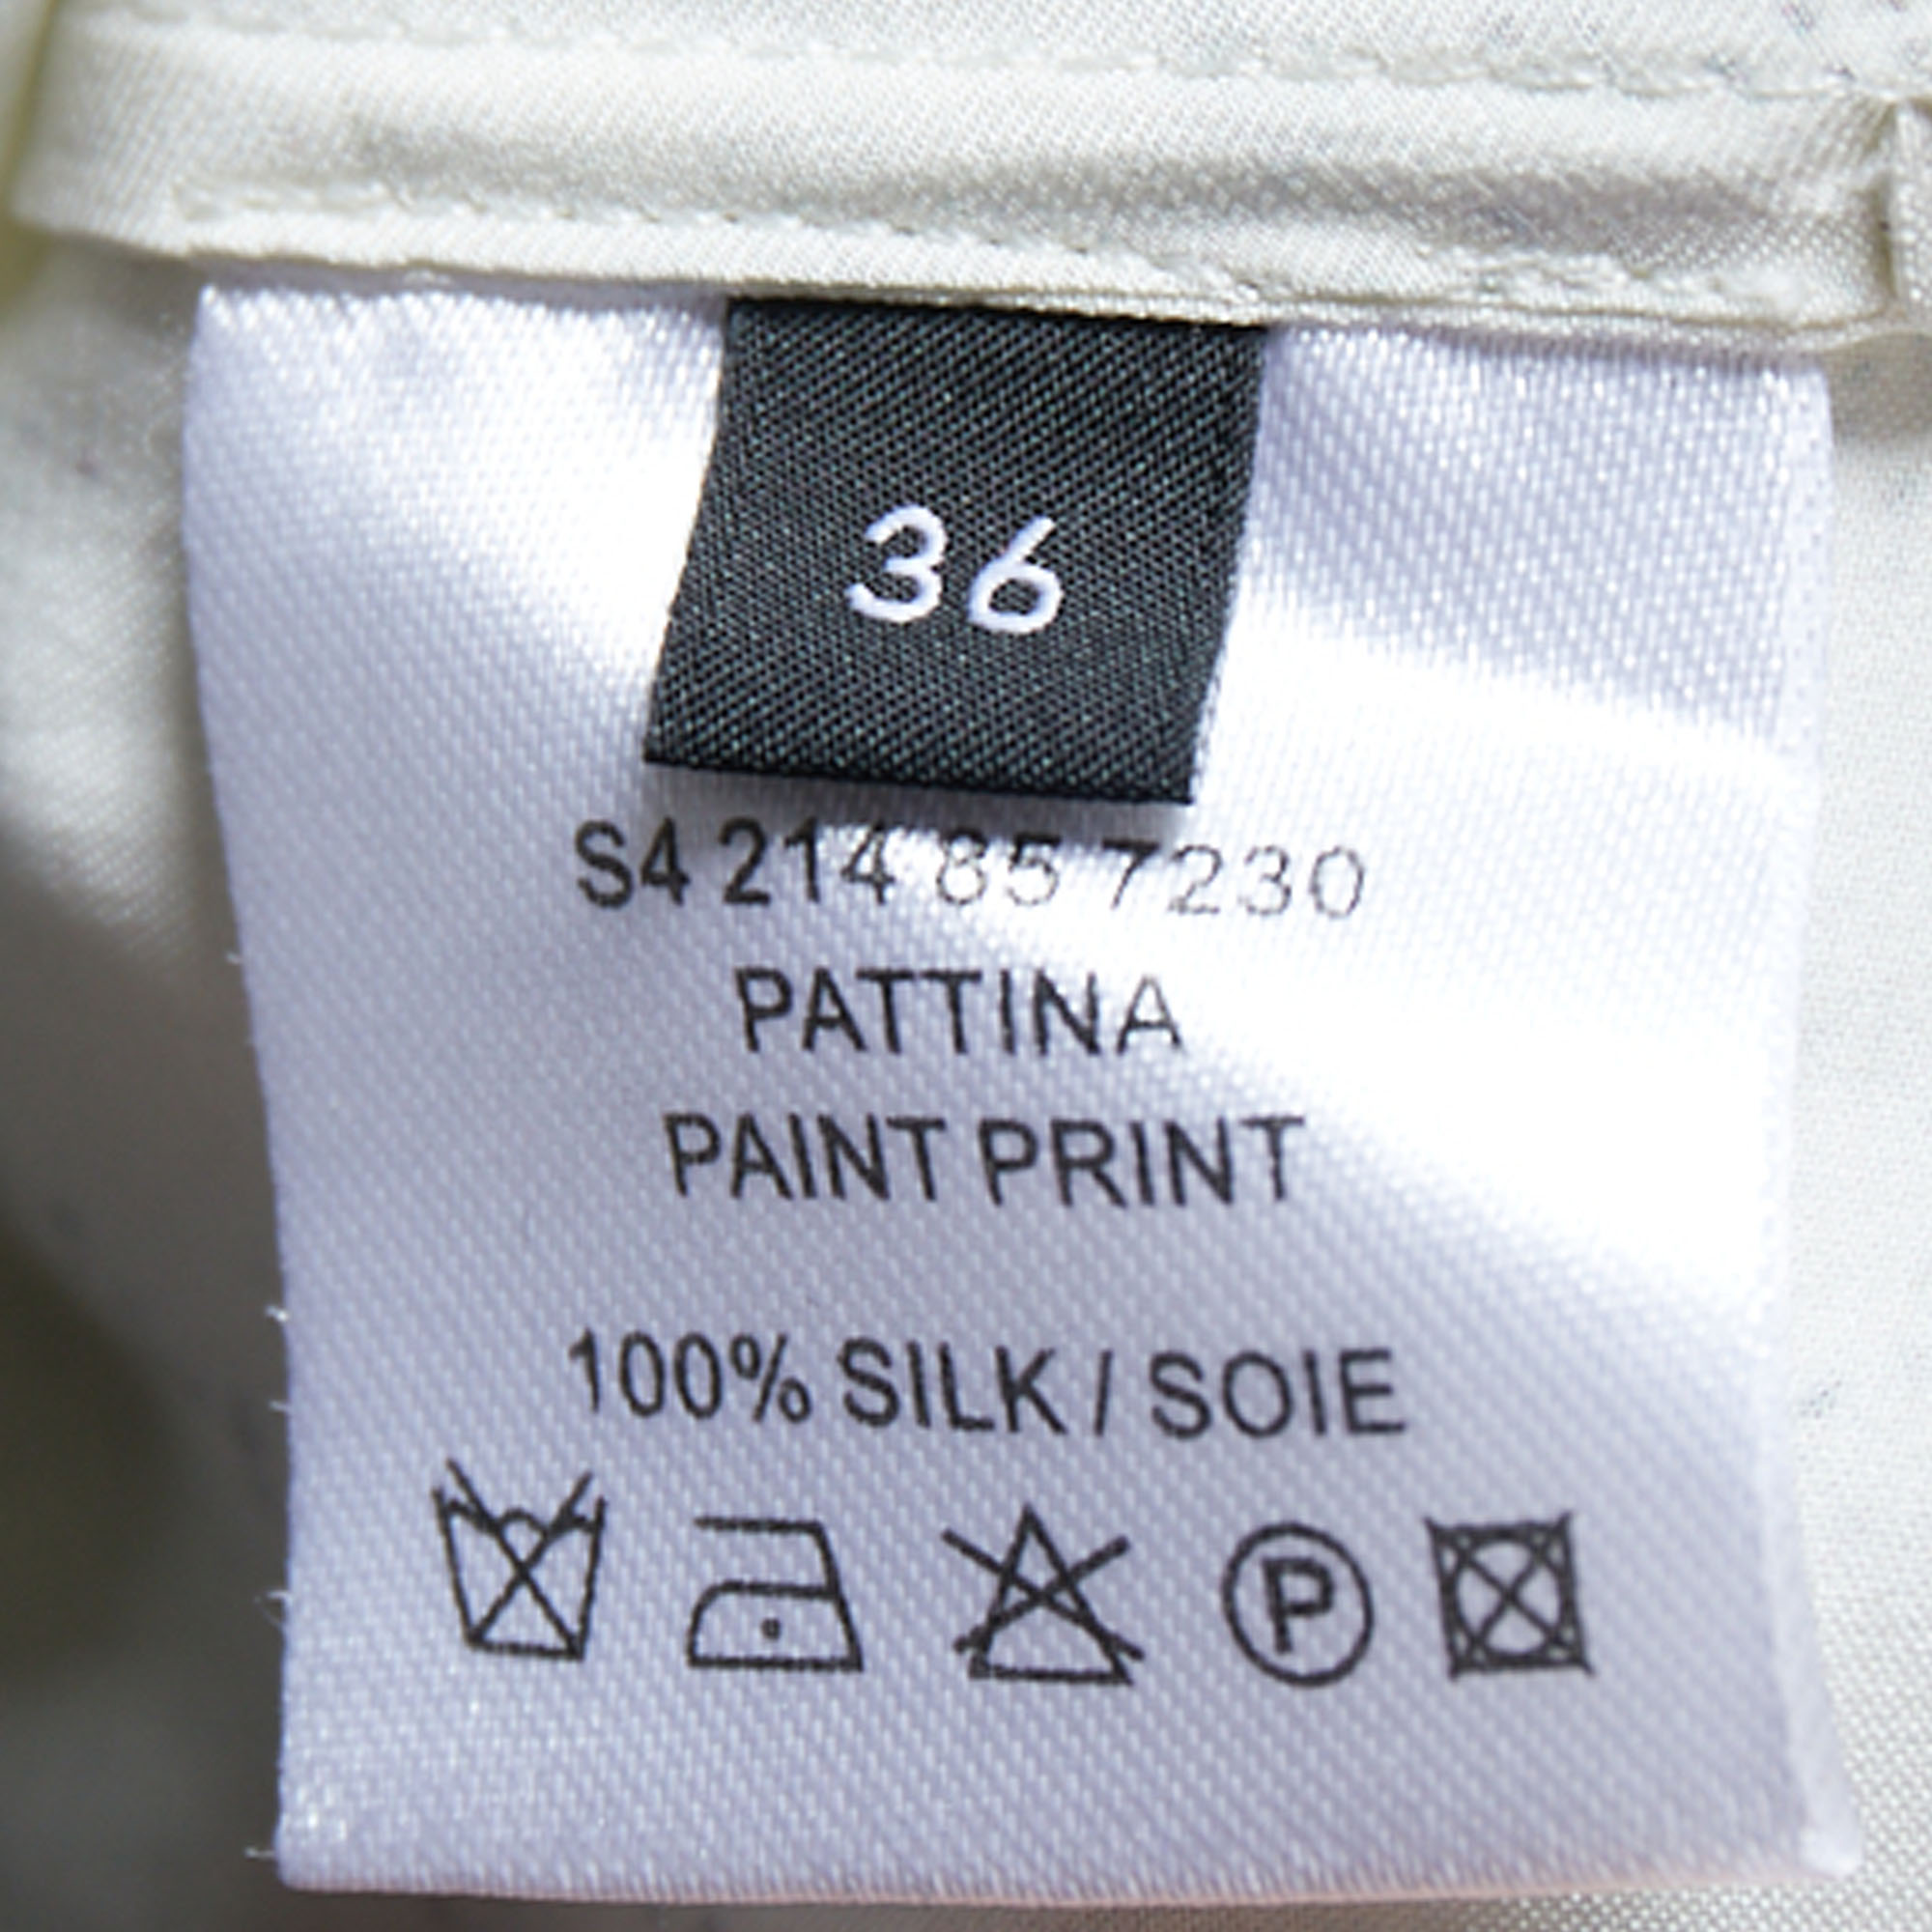 36
S4 214 85 7230
PATTINA
PAINT PRINT
100% SILK / SOIE
P